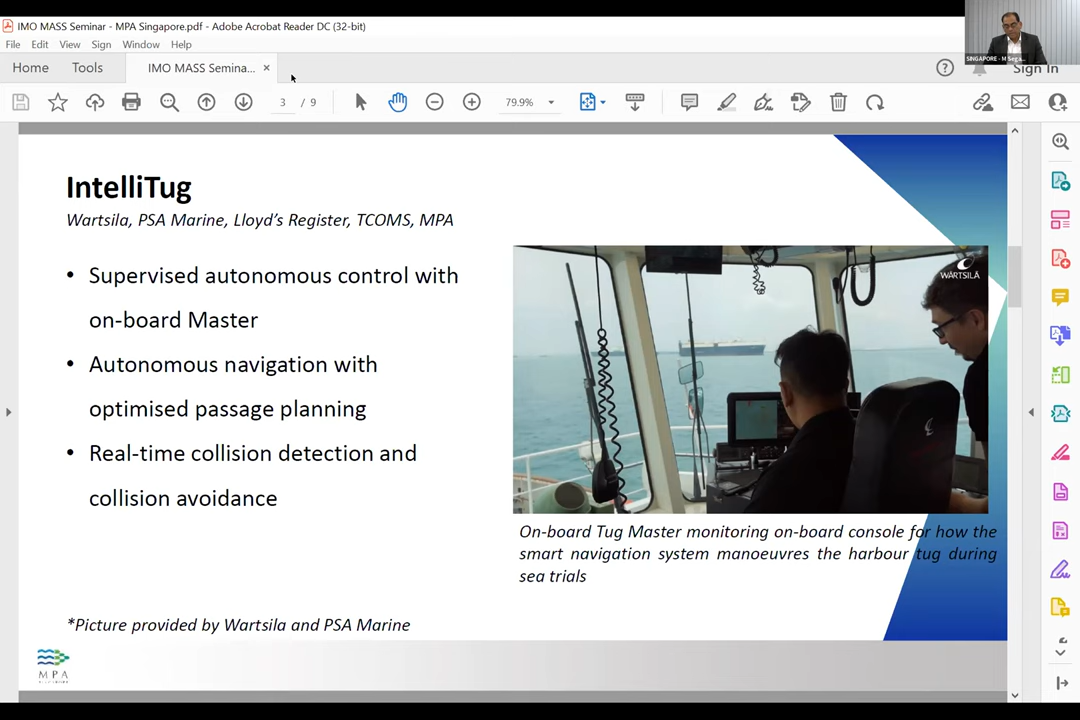 IMO MASS Seminar - MPA Singapore.pdf - Adobe Acrobat Reader DC (32-bit)
File Edit View Sign Window Help
Home Tools IMO MASS Semina... ×
Sign In
3 / 9 79.9%
SINGAPORE - M Sega...
IntelliTug
Wartsila, PSA Marine, Lloyd’s Register, TCOMS, MPA
• Supervised autonomous control with
on-board Master
• Autonomous navigation with
optimised passage planning
• Real-time collision detection and
collision avoidance
WÄRTSILÄ
On-board Tug Master monitoring on-board console for how the
smart navigation system manoeuvres the harbour tug during
sea trials
*Picture provided by Wartsila and PSA Marine
MPA